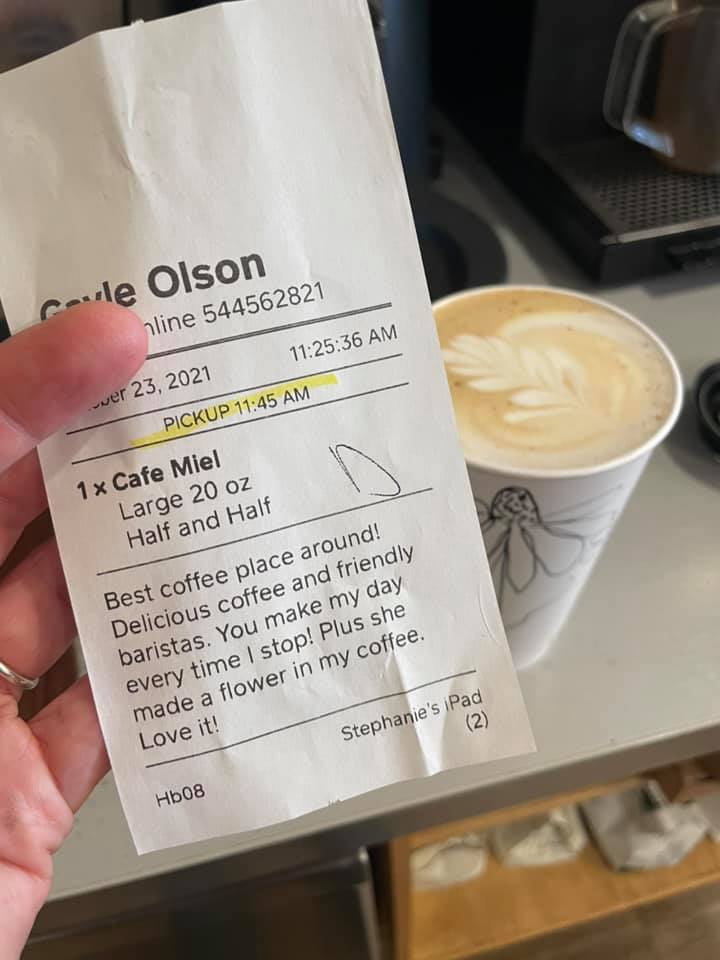 Olson
544562821
23, 2021 11:25:36 AM
PICKUP 11:45 AM
1 x Cafe Miel
Large 20 oz
Half and Half
Best coffee place around!
Delicious coffee and friendly
baristas. You make my day
every time I stop! Plus she
made a flower in my coffee.
Love it!
Stephanie's iPad
(2)
Hb08